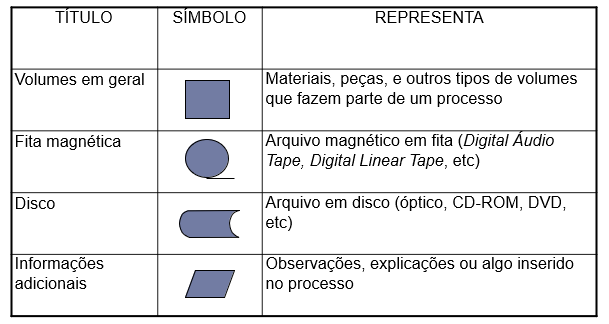 TÍTULO SÍMBOLO REPRESENTA
Volumes em geral
Materiais, peças, e outros tipos de volumes
que fazem parte de um processo
Fita magnética
Arquivo magnético em fita (Digital Áudio
Tape, Digital Linear Tape, etc)
Disco
Arquivo em disco (óptico, CD-ROM, DVD,
etc)
Informações
adicionais
Observações, explicações ou algo inserido
no processo